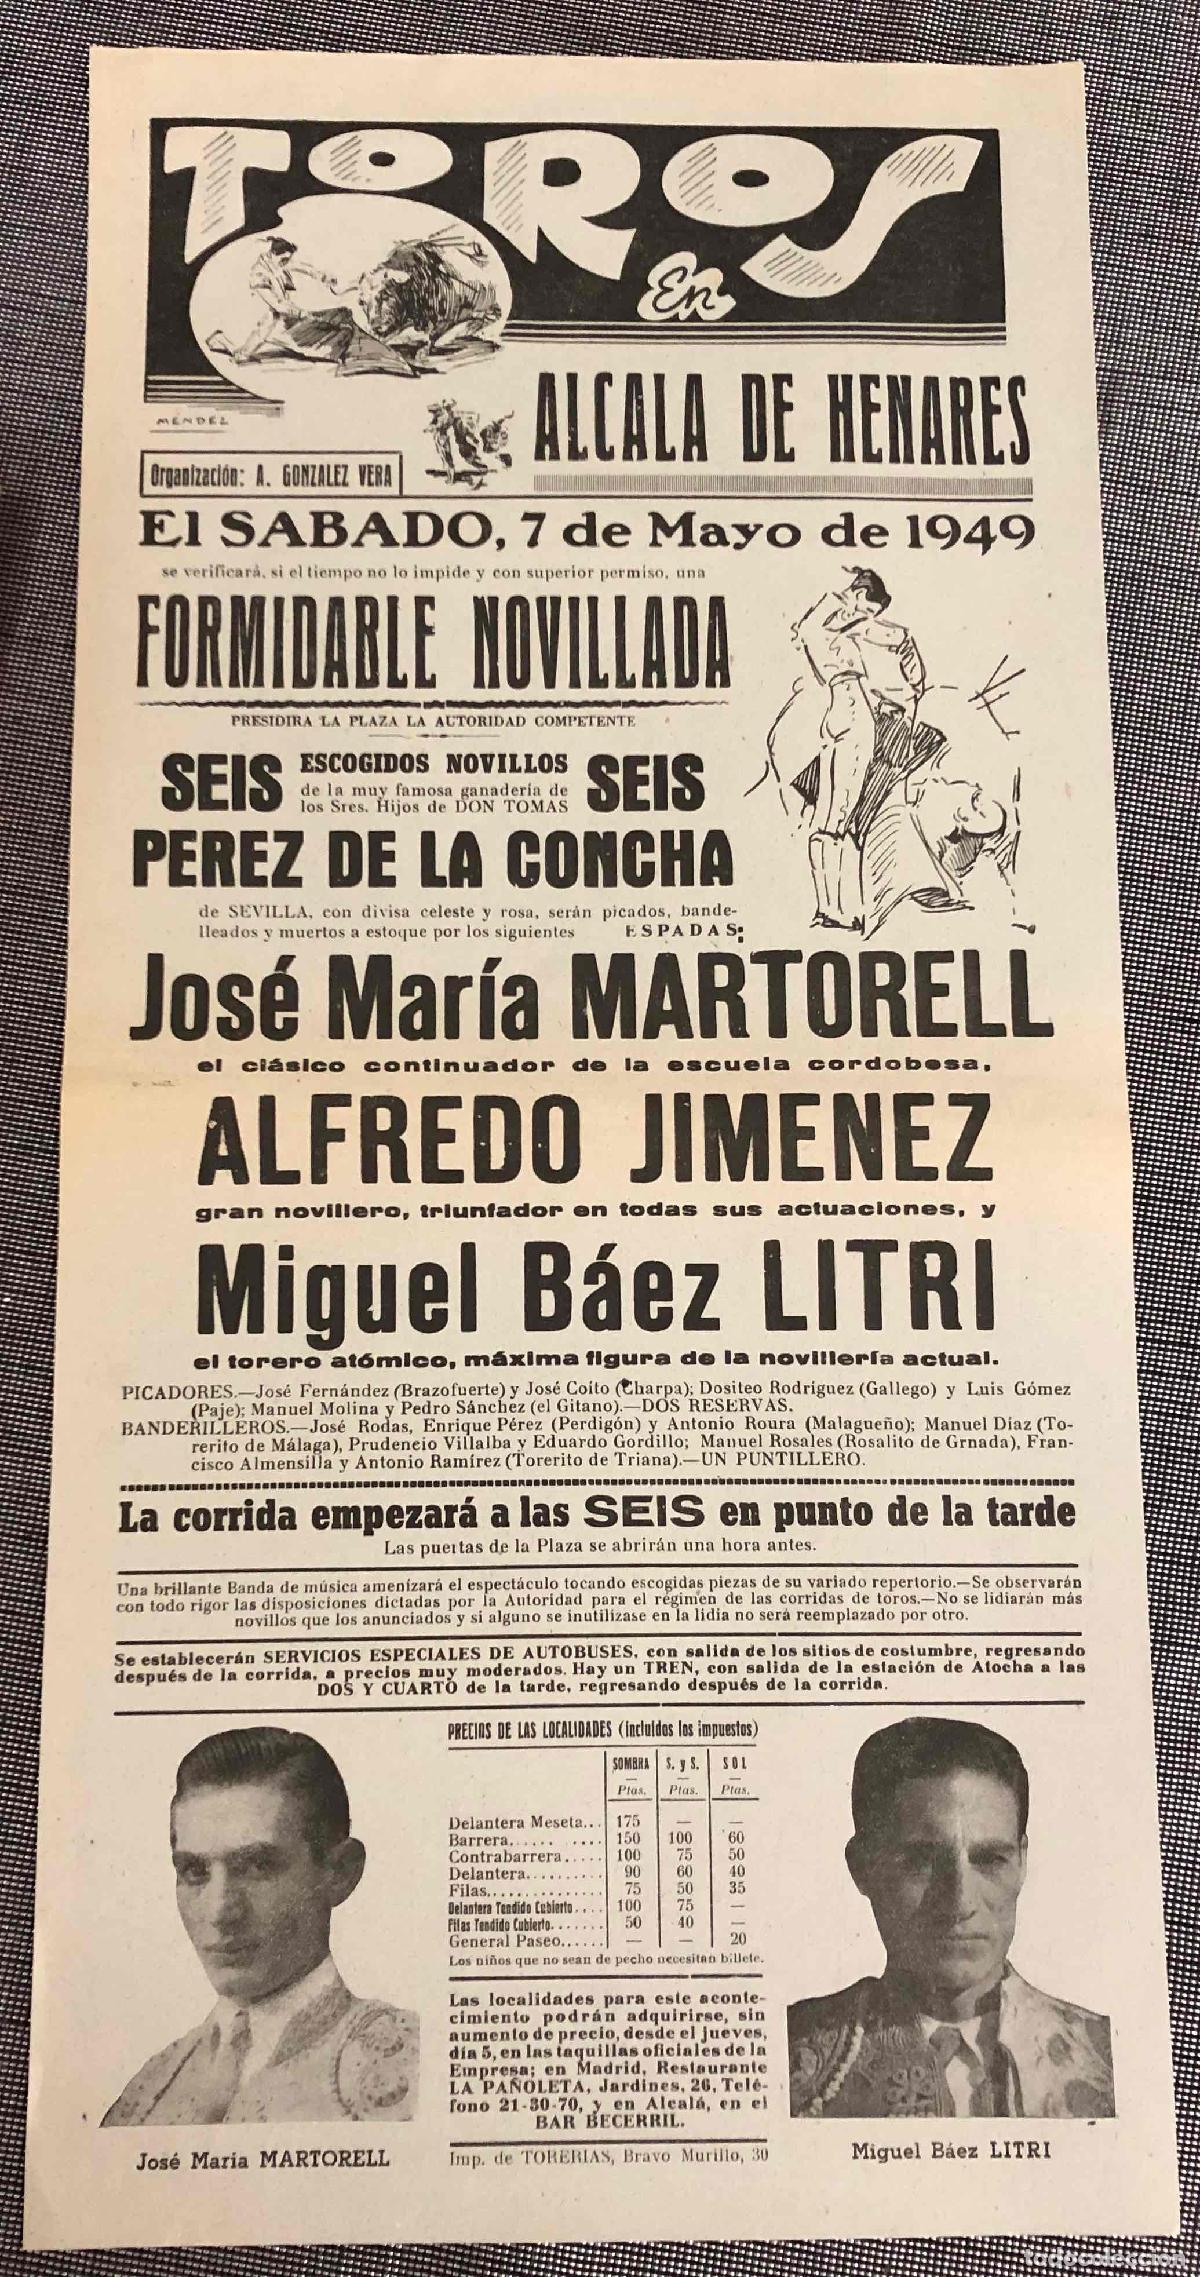 TOROS
En
MENDEZ
ALCALA DE HENARES
Organización: A. GONZALEZ VERA
El SABADO, 7 de Mayo de 1949
se verificará, si el tiempo no lo impide y con superior permiso, una
FORMIDABLE NOVILLADA
PRESIDIRA LA PLAZA LA AUTORIDAD COMPETENTE
SEIS ESCOGIDOS NOVILLOS SEIS
de la muy famosa ganadería de
los Sres. Hijos de DON TOMAS
PEREZ DE LA CONCHA
de SEVILLA, con divisa celeste y rosa, serán picados, bande-
lleados y muertos a estoque por los siguientes ESPADAS:
José María MARTORELL
el clásico continuador de la escuela cordobesa,
ALFREDO JIMENEZ
gran novillero, triunfador en todas sus actuaciones, y
Miguel Báez LITRI
el torero atómico, máxima figura de la novillería actual.
PICADORES.—José Fernández (Brazofuerte) y José Coíto (Charpa); Dositeo Rodriguez (Gallego) y Luis Gómez
(Paje); Manuel Molina y Pedro Sánchez (el Gitano).—DOS RESERVAS.
BANDERILLEROS.—José Rodas, Enrique Pérez (Perdigón) y Antonio Roura (Malagueño); Manuel Diaz (To-
rerito de Málaga), Prudencio Villalba y Eduardo Gordillo; Manuel Rosales (Rosalito de Grnada), Fran-
cisco Almensilla y Antonio Ramírez (Torerito de Triana).—UN PUNTILLERO.
La corrida empezará a las SEIS en punto de la tarde
Las puertas de la Plaza se abrirán una hora antes.
Una brillante Banda de música amenizará el espectáculo tocando escogidas piezas de su variado repertorio.—Se observarán
con todo rigor las disposiciones dictadas por la Autoridad para el régimen de las corridas de toros.—No se lidiarán más
novillos que los anunciados y si alguno se inutilizase en la lidia no será reemplazado por otro.
Se establecerán SERVICIOS ESPECIALES DE AUTOBUSES, con salida de los sitios de costumbre, regresando
después de la corrida, a precios muy moderados. Hay un TREN, con salida de la estación de Atocha a las
DOS Y CUARTO de la tarde, regresando después de la corrida.
PRECIOS DE LAS LOCALIDADES (incluidos los impuestos)
SOMBRA S. y S. SOL
Ptas. Ptas. Ptas.
Delantera Meseta... 175 — —
Barrera...... .... 150 100 60
Contrabarrera..... 100 75 50
Delantera.......... 90 60 40
Filas............... 75 50 35
Delantera Tendido Cubierto.... 100 75 —
Filas Tendido Cubierto....... 50 40 —
General Paseo...... — — 20
Los niños que no sean de pecho necesitan billete.
Las localidades para este aconte-
cimiento podrán adquirirse, sin
aumento de precio, desde el jueves,
día 5, en las taquillas oficiales de la
Empresa; en Madrid, Restaurante
LA PAÑOLETA, Jardines, 26, Telé-
fono 21-30-70, y en Alcalá, en el
BAR BECERRIL.
José María MARTORELL
Imp. de TORERIAS, Bravo Murillo, 30
Miguel Báez LITRI
todocoleccion